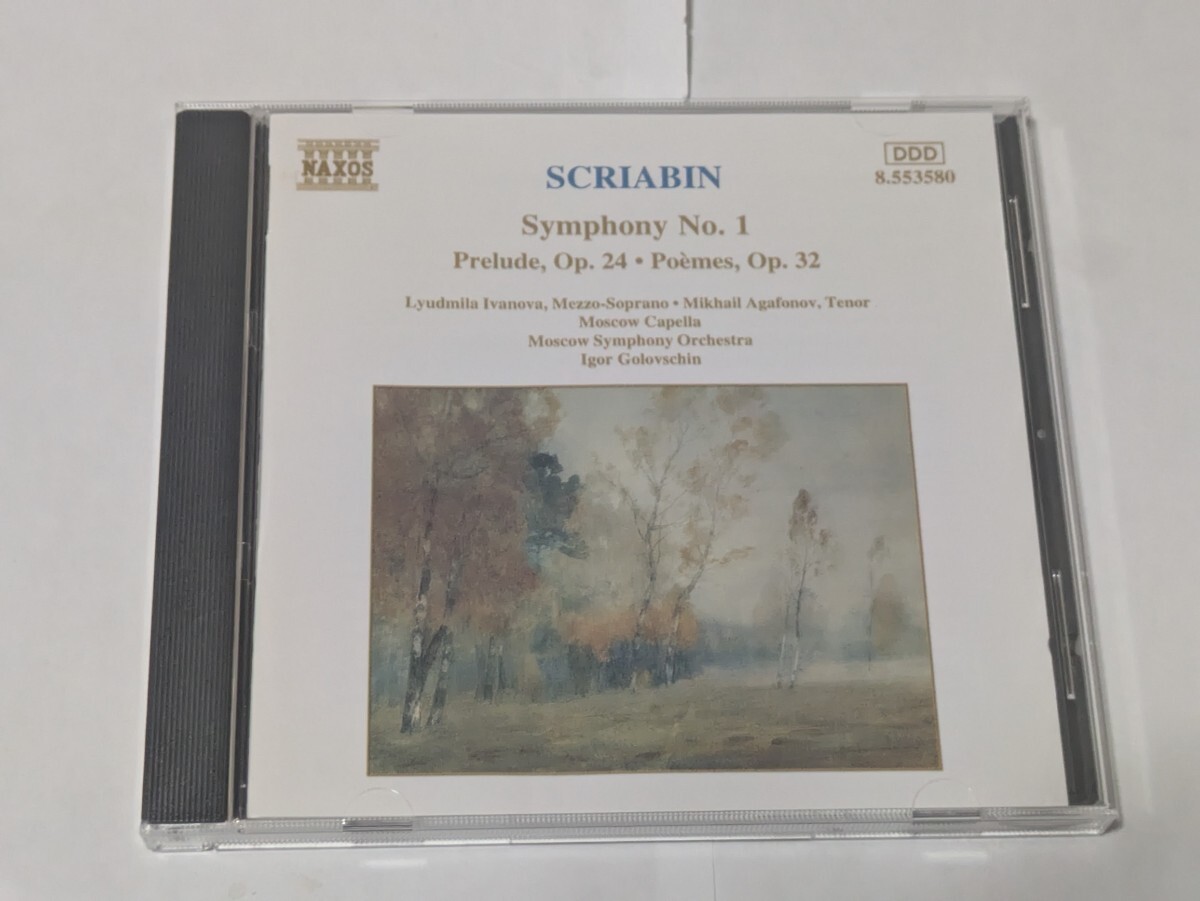 NAXOS
DDD
8.553580
SCRIABIN
Symphony No. 1
Prelude, Op. 24 • Poèmes, Op. 32
Lyudmila Ivanova, Mezzo-Soprano • Mikhail Agafonov, Tenor
Moscow Capella
Moscow Symphony Orchestra
Igor Golovschin